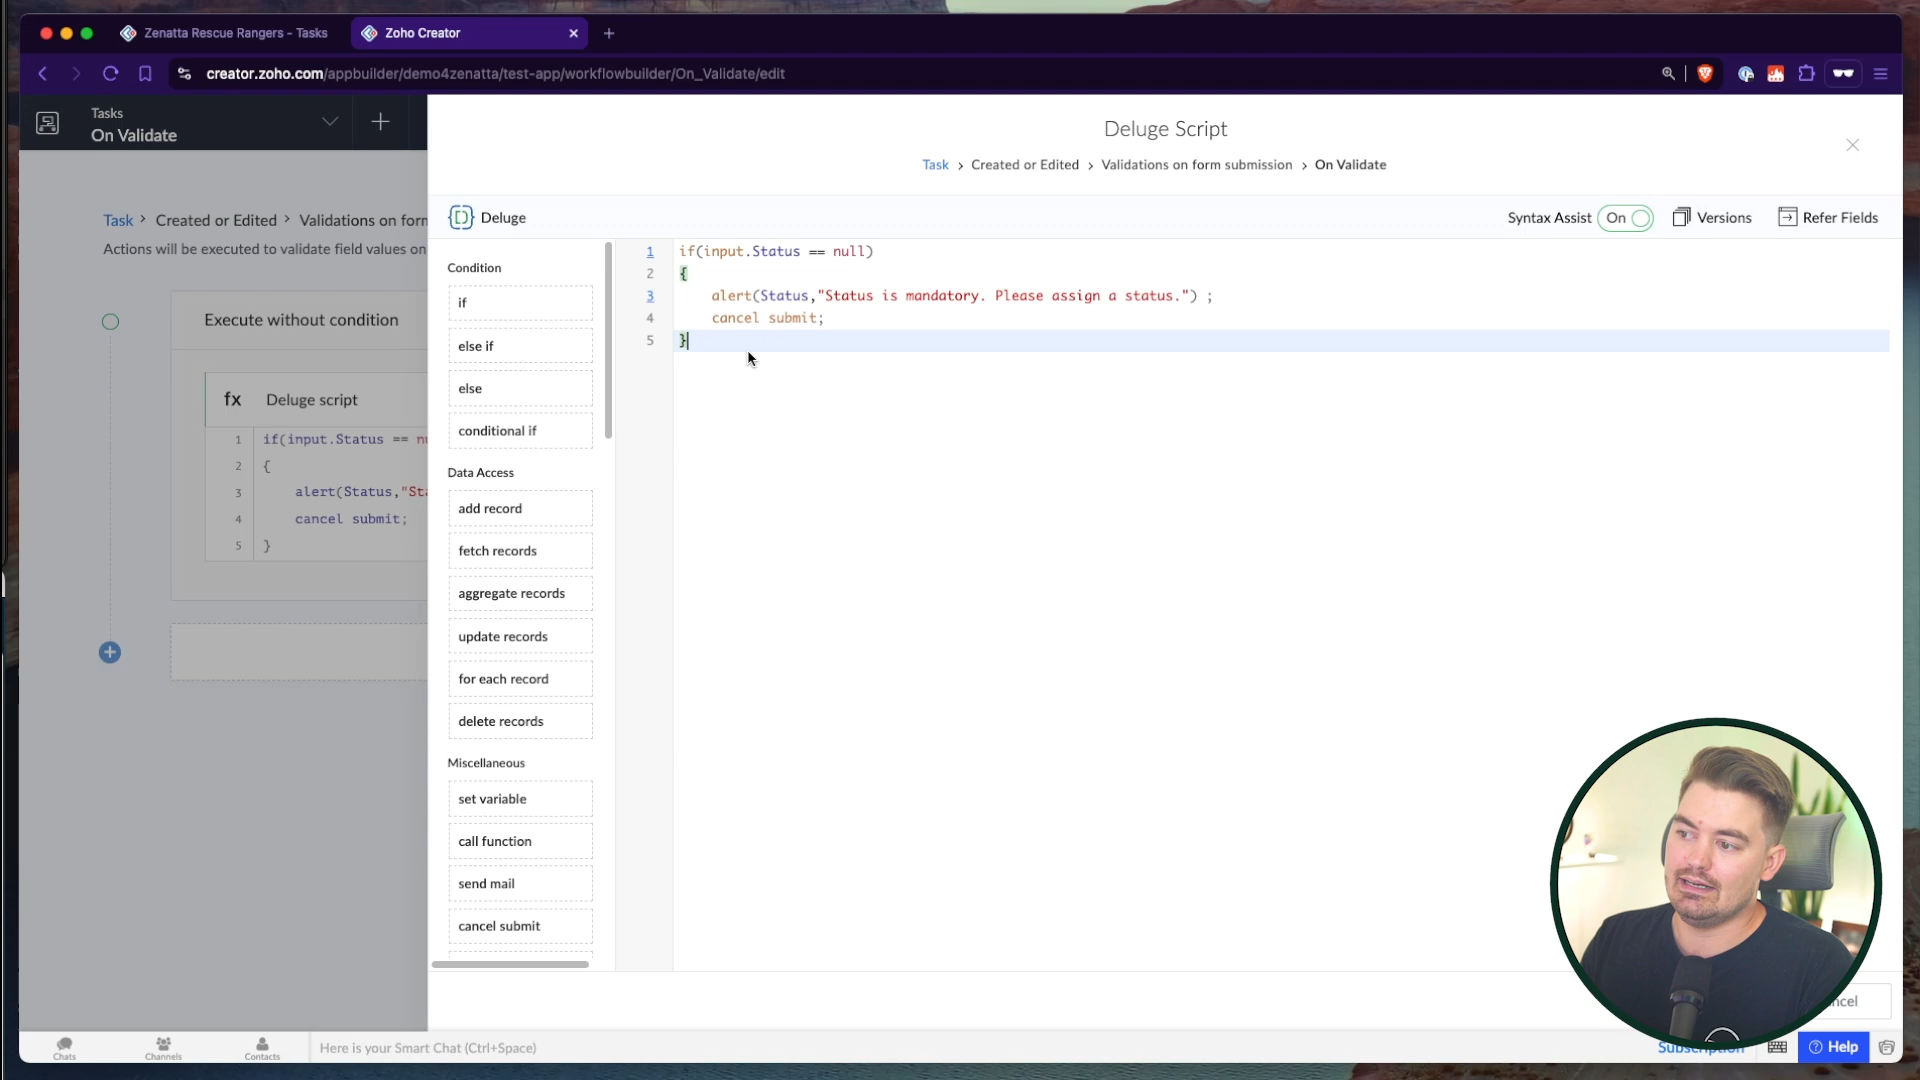 Zenatta Rescue Rangers - Tasks
Zoho Creator
creator.zoho.com/appbuilder/demo4zenatta/test-app/workflowbuilder/On_Validate/edit
Tasks
On Validate
Task > Created or Edited > Validations on form
Actions will be executed to validate field values on
Execute without condition
fx Deluge script
1 if(input.Status == nu
2 {
3 alert(Status,"Sta
4 cancel submit;
5 }
Deluge Script
Task > Created or Edited > Validations on form submission > On Validate
Deluge
Syntax Assist On
Versions
Refer Fields
Condition
if
else if
else
conditional if
Data Access
add record
fetch records
aggregate records
update records
for each record
delete records
Miscellaneous
set variable
call function
send mail
cancel submit
1 if(input.Status == null)
2 {
3 alert(Status,"Status is mandatory. Please assign a status.") ;
4 cancel submit;
5 }
ncel
Chats
Channels
Contacts
Here is your Smart Chat (Ctrl+Space)
Subscription
Help